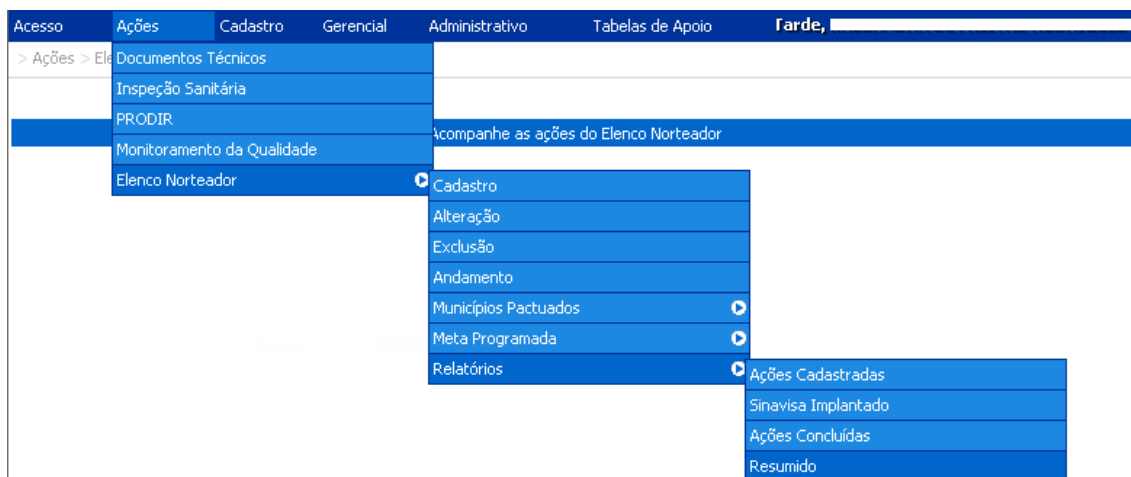 Acesso Ações Cadastro Gerencial Administrativo Tabelas de Apoio Tarde,
> Ações > Ele
Documentos Técnicos
Inspeção Sanitária
PRODIR
Acompanhe as ações do Elenco Norteador
Monitoramento da Qualidade
Elenco Norteador
Cadastro
Alteração
Exclusão
Andamento
Municípios Pactuados
Meta Programada
Relatórios
Ações Cadastradas
Sinavisa Implantado
Ações Concluídas
Resumido